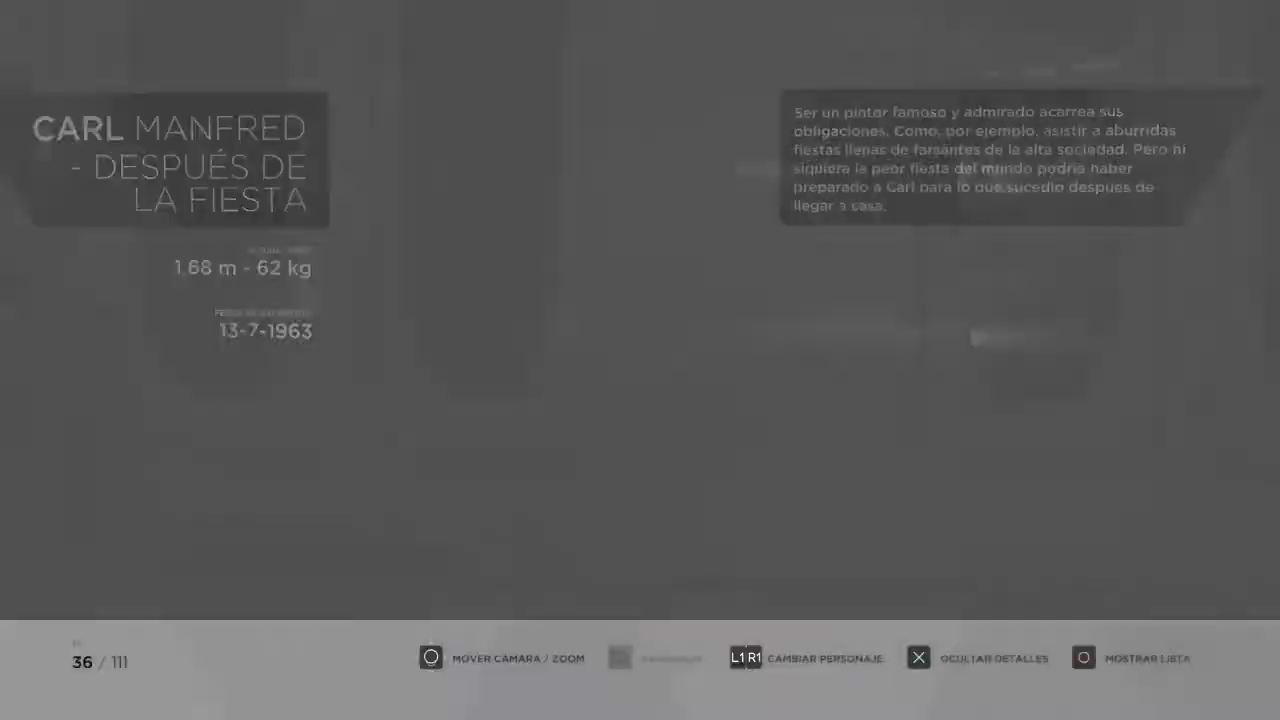 CARL MANFRED
- DESPUÉS DE
LA FIESTA
1.68 m - 62 kg
13-7-1963
Ser un pintor famoso y admirado acarrea sus
obligaciones. Como, por ejemplo, asistir a aburridas
fiestas llenas de farsantes de la alta sociedad. Pero ni
siquiera la peor fiesta del mundo podría haber
preparado a Carl para lo que sucedió después de
llegar a casa.
36 / 111
MOVER CÁMARA / ZOOM
L1 R1 CAMBIAR PERSONAJE
OCULTAR DETALLES
MOSTRAR LISTA